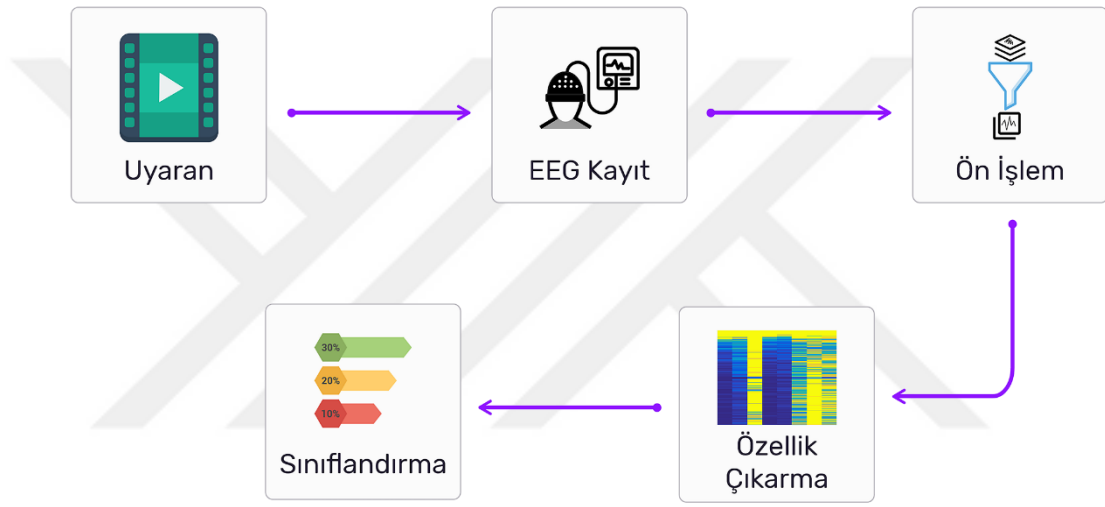 Uyaran
EEG Kayıt
Ön İşlem
30%
20%
10%
Sınıflandırma
Özellik
Çıkarma